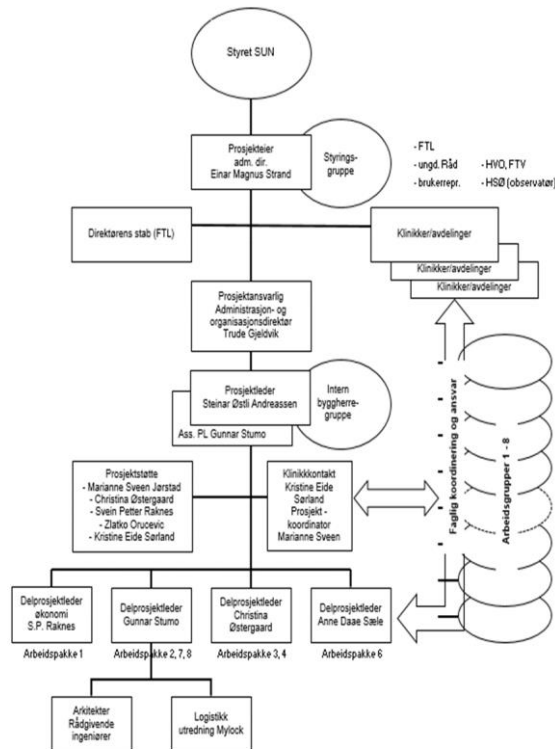 Styret SUN
Prosjekteier
adm. dir.
Einar Magnus Strand
Styrings-
gruppe
- FTL
- ungd. Råd
- brukerrepr.
- HVO, FTV
- HSØ (observatør)
Direktørens stab (FTL)
Klinikker/avdelinger
Klinikker/avdelinger
Klinikker/avdelinger
Prosjektansvarlig
Administrasjon- og
organisasjonsdirektør
Trude Gjeldvik
Prosjektleder
Steinar Østli Andreassen
Ass. PL Gunnar Stumo
Intern
byggherre-
gruppe
Prosjektstøtte
- Marianne Sveen Jørstad
- Christina Østergaard
- Svein Petter Raknes
- Zlatko Orucevic
- Kristine Eide Sørland
Klinikkkontakt
Kristine Eide
Sørland
Prosjekt -
koordinator
Marianne Sveen
Faglig koordinering og ansvar
Arbeidsgrupper 1 - 8
Delprosjektleder
økonomi
S.P. Raknes
Arbeidspakke 1
Delprosjektleder
Gunnar Stumo
Arbeidspakke 2, 7, 8
Delprosjektleder
Christina
Østergaard
Arbeidspakke 3, 4
Delprosjektleder
Anne Daae Sæle
Arbeidspakke 6
Arkitekter
Rådgivende
ingeniører
Logistikk
utredning Mylock